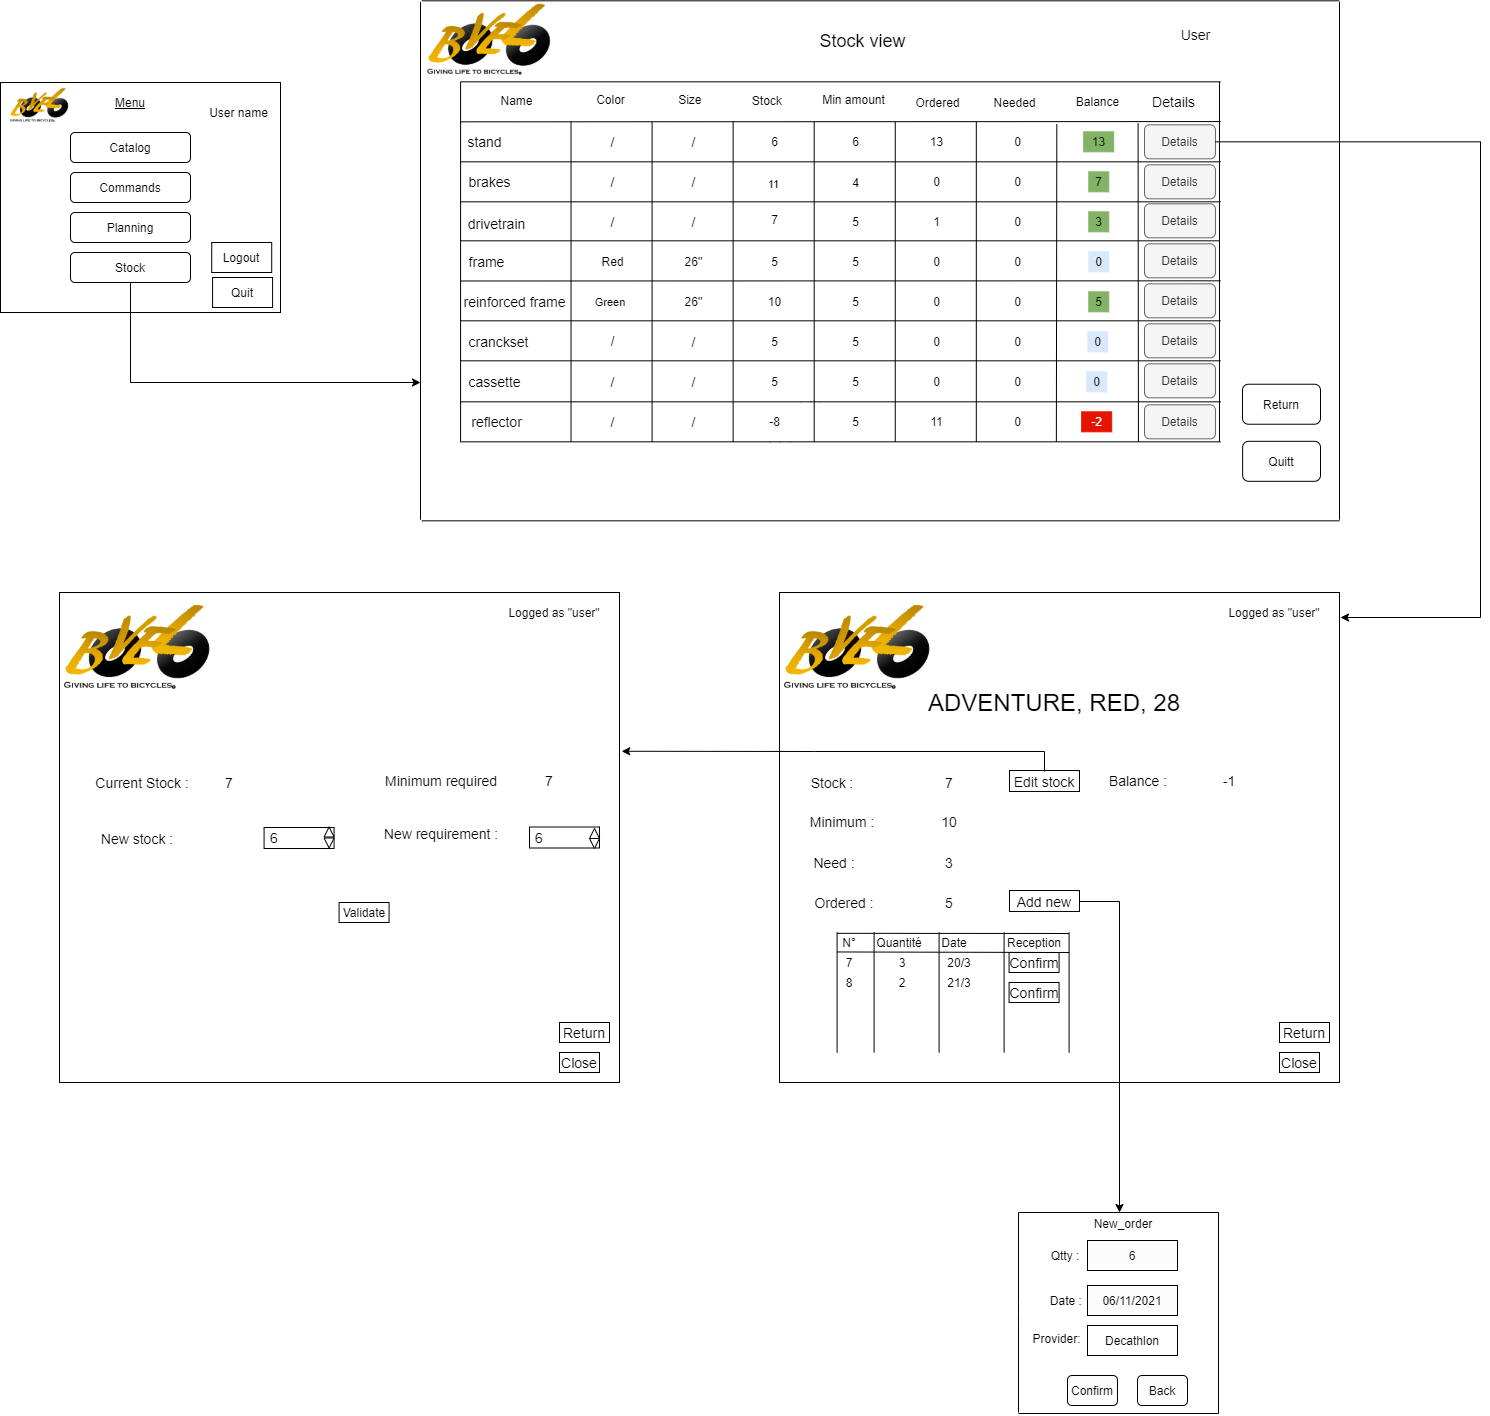 BVELO
GIVING LIFE TO BICYCLES
Menu
User name
Catalog
Commands
Planning
Stock
Logout
Quit
BVELO
GIVING LIFE TO BICYCLES
Stock view
User
Name Color Size Stock Min amount Ordered Needed Balance Details
stand / / 6 6 13 0 13 Details
brakes / / 11 4 0 0 7 Details
drivetrain / / 7 5 1 0 3 Details
frame Red 26" 5 5 0 0 0 Details
reinforced frame Green 26" 10 5 0 0 5 Details
cranckset / / 5 5 0 0 0 Details
cassette / / 5 5 0 0 0 Details
reflector / / -8 5 11 0 -2 Details
Return
Quitt
BVELO
GIVING LIFE TO BICYCLES
Logged as "user"
Current Stock : 7 Minimum required 7
New stock : 6 New requirement : 6
Validate
Return
Close
BVELO
GIVING LIFE TO BICYCLES
Logged as "user"
ADVENTURE, RED, 28
Stock : 7 Edit stock Balance : -1
Minimum : 10
Need : 3
Ordered : 5 Add new
N° Quantité Date Reception
7 3 20/3 Confirm
8 2 21/3 Confirm
Return
Close
New_order
Qtty : 6
Date : 06/11/2021
Provider: Decathlon
Confirm Back